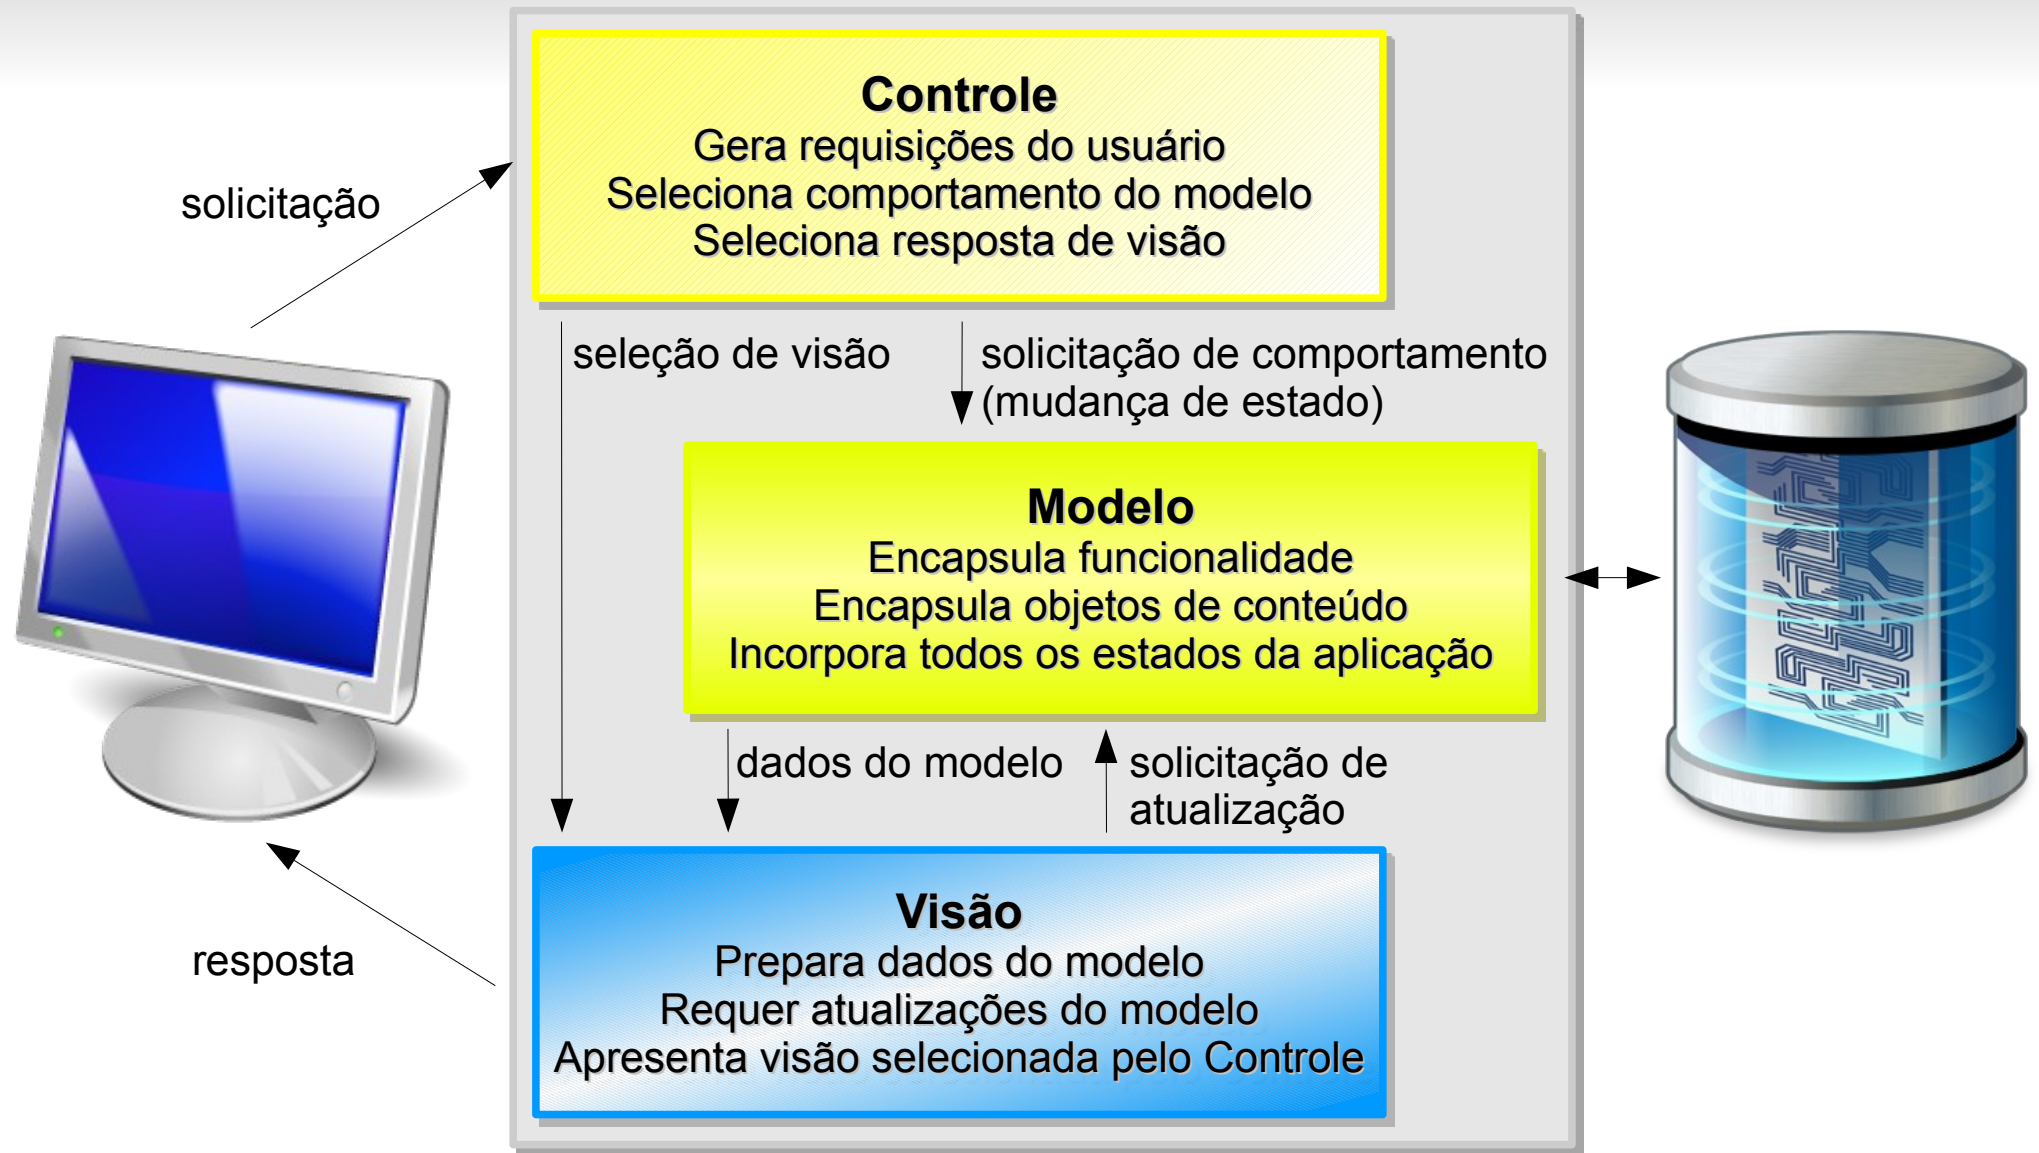 Controle
Gera requisições do usuário
Seleciona comportamento do modelo
Seleciona resposta de visão
solicitação
seleção de visão
solicitação de comportamento
(mudança de estado)
Modelo
Encapsula funcionalidade
Encapsula objetos de conteúdo
Incorpora todos os estados da aplicação
dados do modelo
solicitação de
atualização
Visão
Prepara dados do modelo
Requer atualizações do modelo
Apresenta visão selecionada pelo Controle
resposta